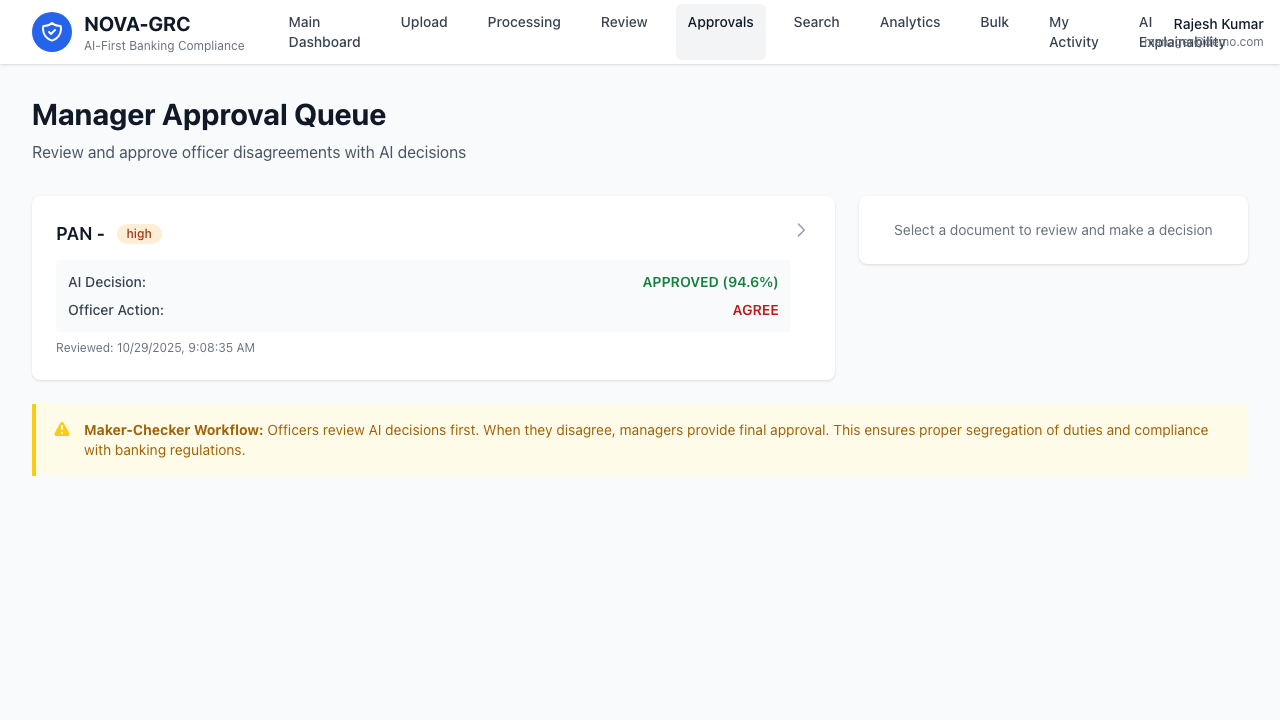 NOVA-GRC
AI-First Banking Compliance
Main Dashboard
Upload
Processing
Review
Approvals
Search
Analytics
Bulk
My Activity
AI Explainability
Rajesh Kumar
Manager Approval Queue
Review and approve officer disagreements with AI decisions
PAN -
high
AI Decision:
APPROVED (94.6%)
Officer Action:
AGREE
Reviewed: 10/29/2025, 9:08:35 AM
Select a document to review and make a decision
Maker-Checker Workflow: Officers review AI decisions first. When they disagree, managers provide final approval. This ensures proper segregation of duties and compliance
with banking regulations.